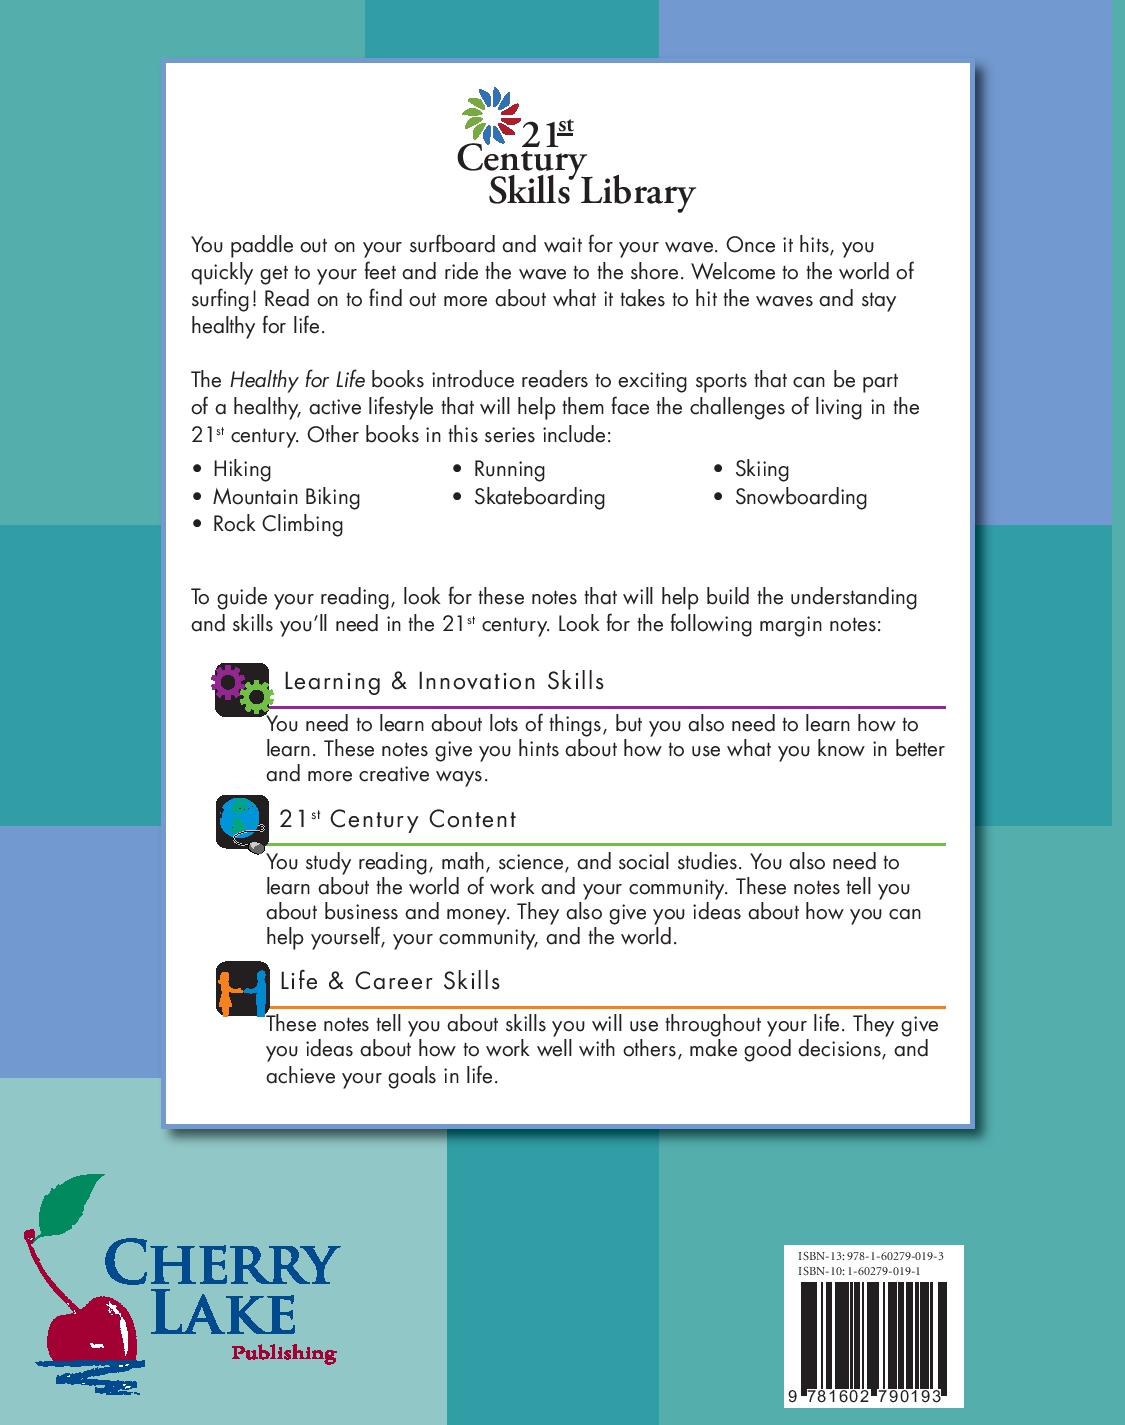 21st
Century
Skills Library
You paddle out on your surfboard and wait for your wave. Once it hits, you
quickly get to your feet and ride the wave to the shore. Welcome to the world of
surfing! Read on to find out more about what it takes to hit the waves and stay
healthy for life.
The Healthy for Life books introduce readers to exciting sports that can be part
of a healthy, active lifestyle that will help them face the challenges of living in the
21st century. Other books in this series include:
• Hiking
• Mountain Biking
• Rock Climbing
• Running
• Skateboarding
• Skiing
• Snowboarding
To guide your reading, look for these notes that will help build the understanding
and skills you'll need in the 21st century. Look for the following margin notes:
Learning & Innovation Skills
You need to learn about lots of things, but you also need to learn how to
learn. These notes give you hints about how to use what you know in better
and more creative ways.
21st Century Content
You study reading, math, science, and social studies. You also need to
learn about the world of work and your community. These notes tell you
about business and money. They also give you ideas about how you can
help yourself, your community, and the world.
Life & Career Skills
These notes tell you about skills you will use throughout your life. They give
you ideas about how to work well with others, make good decisions, and
achieve your goals in life.
CHERRY
LAKE
Publishing
ISBN-13: 978-1-60279-019-3
ISBN-10: 1-60279-019-1
9 781602 790193